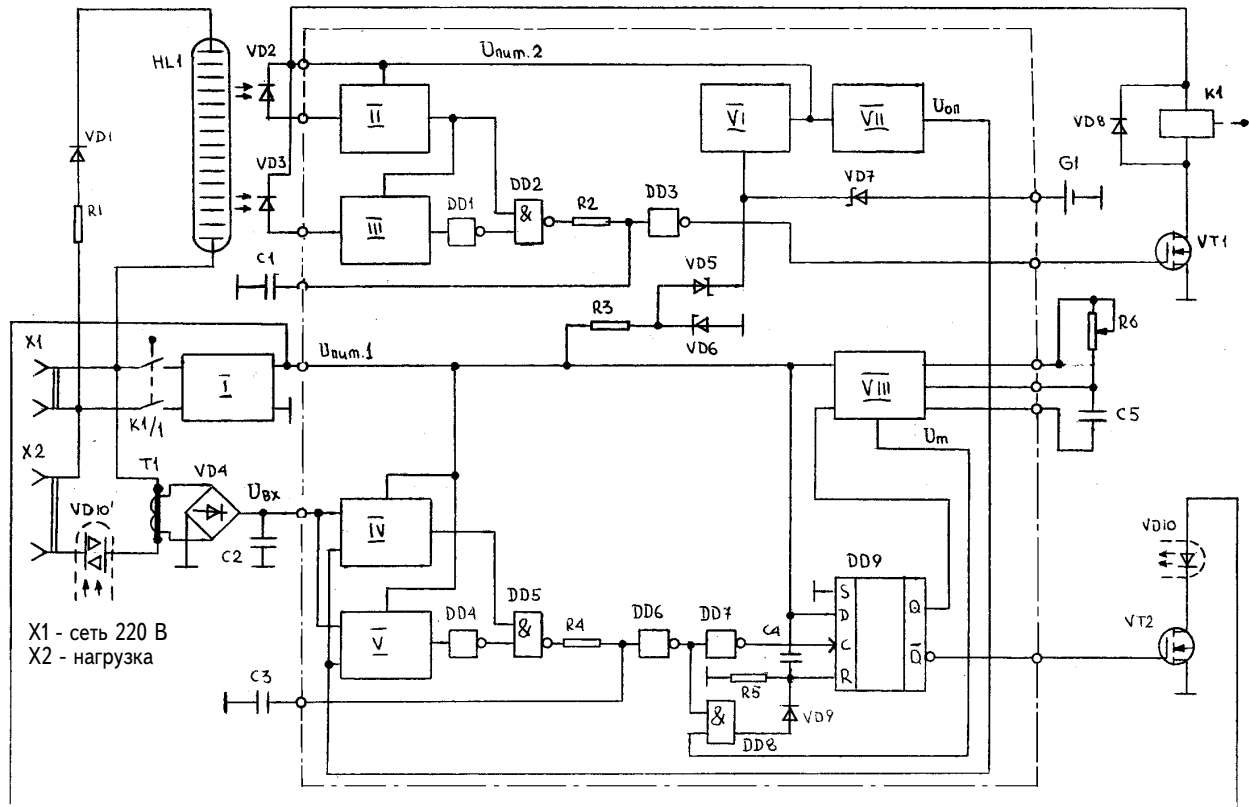 HL1
VD2
Uпит.2
II
VI
VII
Uоп
VD8
K1
VD1
VD3
R1
III
DD1
DD2
&
R2
DD3
VD7
G1
VT1
C1
VD5
R3
VD6
R6
X1
Uпит.1
I
K1/1
VIII
C5
Uт
X2
T1
VD4
VD10'
Uвх
C2
IV
V
DD4
DD5
&
R4
DD6
DD7
C4
DD9
S
D
C
R
Q
Q̅
VD10
VT2
X1 - сеть 220 В
X2 - нагрузка
C3
R5
&
DD8
VD9